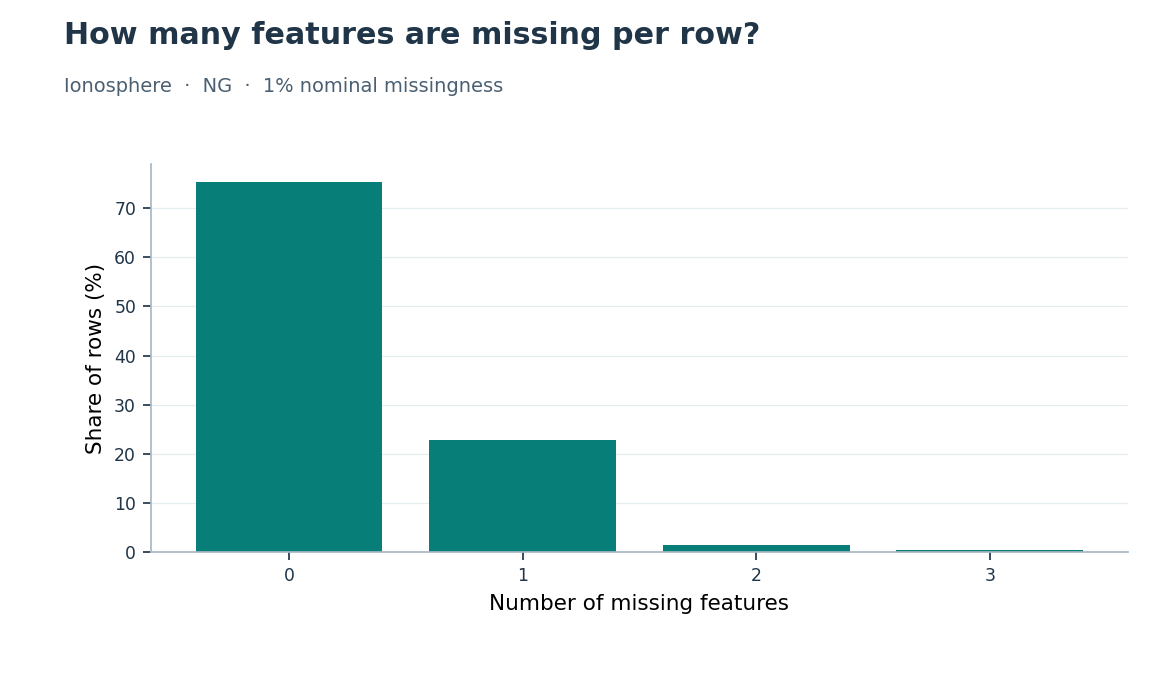 How many features are missing per row?
Ionosphere · NG · 1% nominal missingness
Share of rows (%)
70
60
50
40
30
20
10
0
0 1 2 3
Number of missing features